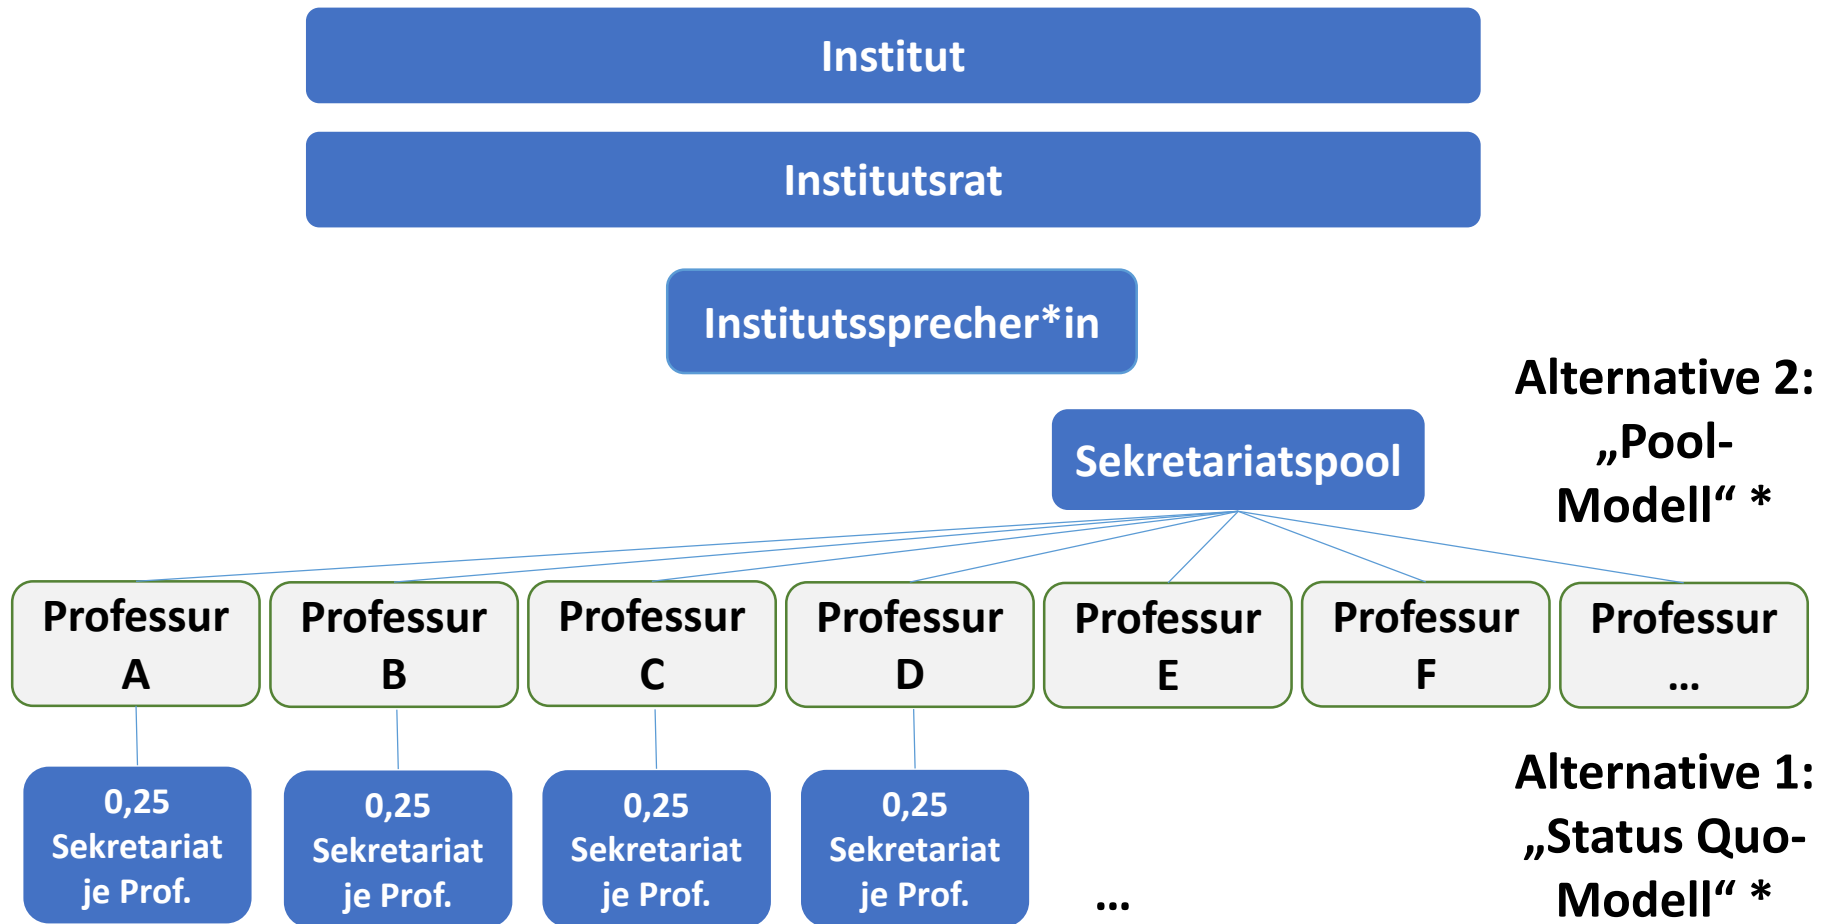 Institut
Institutsrat
Institutssprecher*in
Alternative 2:
„Pool-
Modell“ *
Sekretariatspool
Professur
A
Professur
B
Professur
C
Professur
D
Professur
E
Professur
F
Professur
...
0,25
Sekretariat
je Prof.
0,25
Sekretariat
je Prof.
0,25
Sekretariat
je Prof.
0,25
Sekretariat
je Prof.
...
Alternative 1:
„Status Quo-
Modell“ *